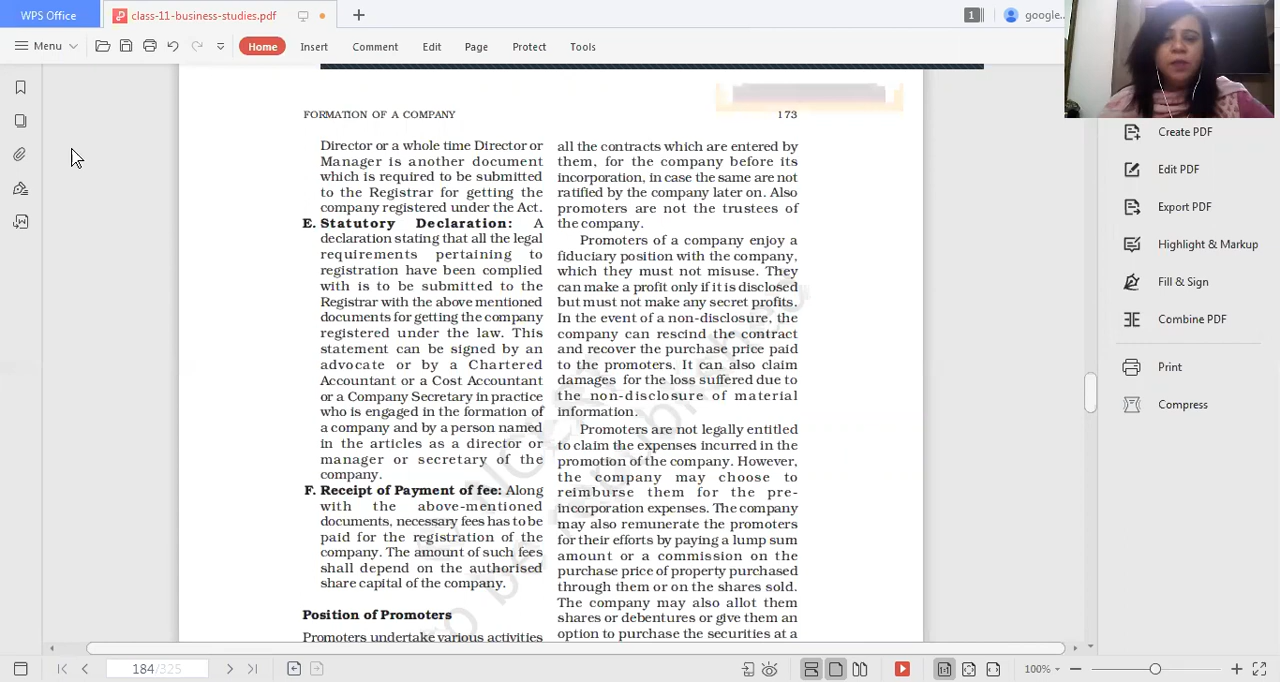 WPS Office
class-11-business-studies.pdf
1
google...
Menu
Home
Insert
Comment
Edit
Page
Protect
Tools
FORMATION OF A COMPANY
173
Director or a whole time Director or
Manager is another document
which is required to be submitted
to the Registrar for getting the
company registered under the Act.
E. Statutory Declaration: A
declaration stating that all the legal
requirements pertaining to
registration have been complied
with is to be submitted to the
Registrar with the above mentioned
documents for getting the company
registered under the law. This
statement can be signed by an
advocate or by a Chartered
Accountant or a Cost Accountant
or a Company Secretary in practice
who is engaged in the formation of
a company and by a person named
in the articles as a director or
manager or secretary of the
company.
F. Receipt of Payment of fee: Along
with the above-mentioned
documents, necessary fees has to be
paid for the registration of the
company. The amount of such fees
shall depend on the authorised
share capital of the company.
Position of Promoters
Promoters undertake various activities
all the contracts which are entered by
them, for the company before its
incorporation, in case the same are not
ratified by the company later on. Also
promoters are not the trustees of
the company.
Promoters of a company enjoy a
fiduciary position with the company,
which they must not misuse. They
can make a profit only if it is disclosed
but must not make any secret profits.
In the event of a non-disclosure, the
company can rescind the contract
and recover the purchase price paid
to the promoters. It can also claim
damages for the loss suffered due to
the non-disclosure of material
information.
Promoters are not legally entitled
to claim the expenses incurred in the
promotion of the company. However,
the company may choose to
reimburse them for the pre-
incorporation expenses. The company
may also remunerate the promoters
for their efforts by paying a lump sum
amount or a commission on the
purchase price of property purchased
through them or on the shares sold.
The company may also allot them
shares or debentures or give them an
option to purchase the securities at a
Create PDF
Edit PDF
Export PDF
Highlight & Markup
Fill & Sign
Combine PDF
Print
Compress
184/325
100%